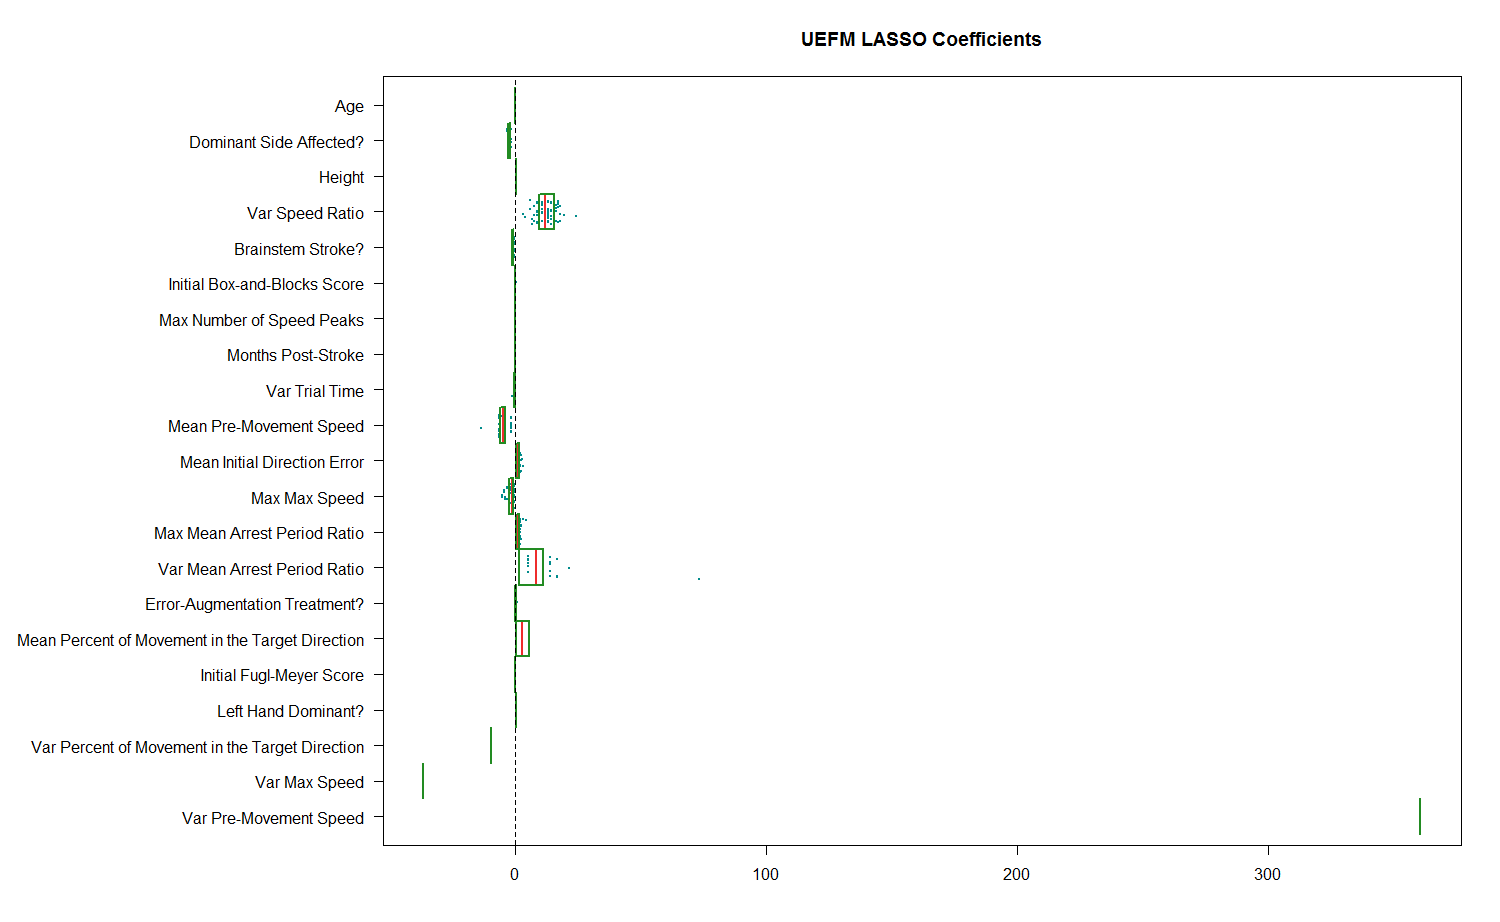 UEFM LASSO Coefficients
Age
Dominant Side Affected?
Height
Var Speed Ratio
Brainstem Stroke?
Initial Box-and-Blocks Score
Max Number of Speed Peaks
Months Post-Stroke
Var Trial Time
Mean Pre-Movement Speed
Mean Initial Direction Error
Max Max Speed
Max Mean Arrest Period Ratio
Var Mean Arrest Period Ratio
Error-Augmentation Treatment?
Mean Percent of Movement in the Target Direction
Initial Fugl-Meyer Score
Left Hand Dominant?
Var Percent of Movement in the Target Direction
Var Max Speed
Var Pre-Movement Speed
0 100 200 300